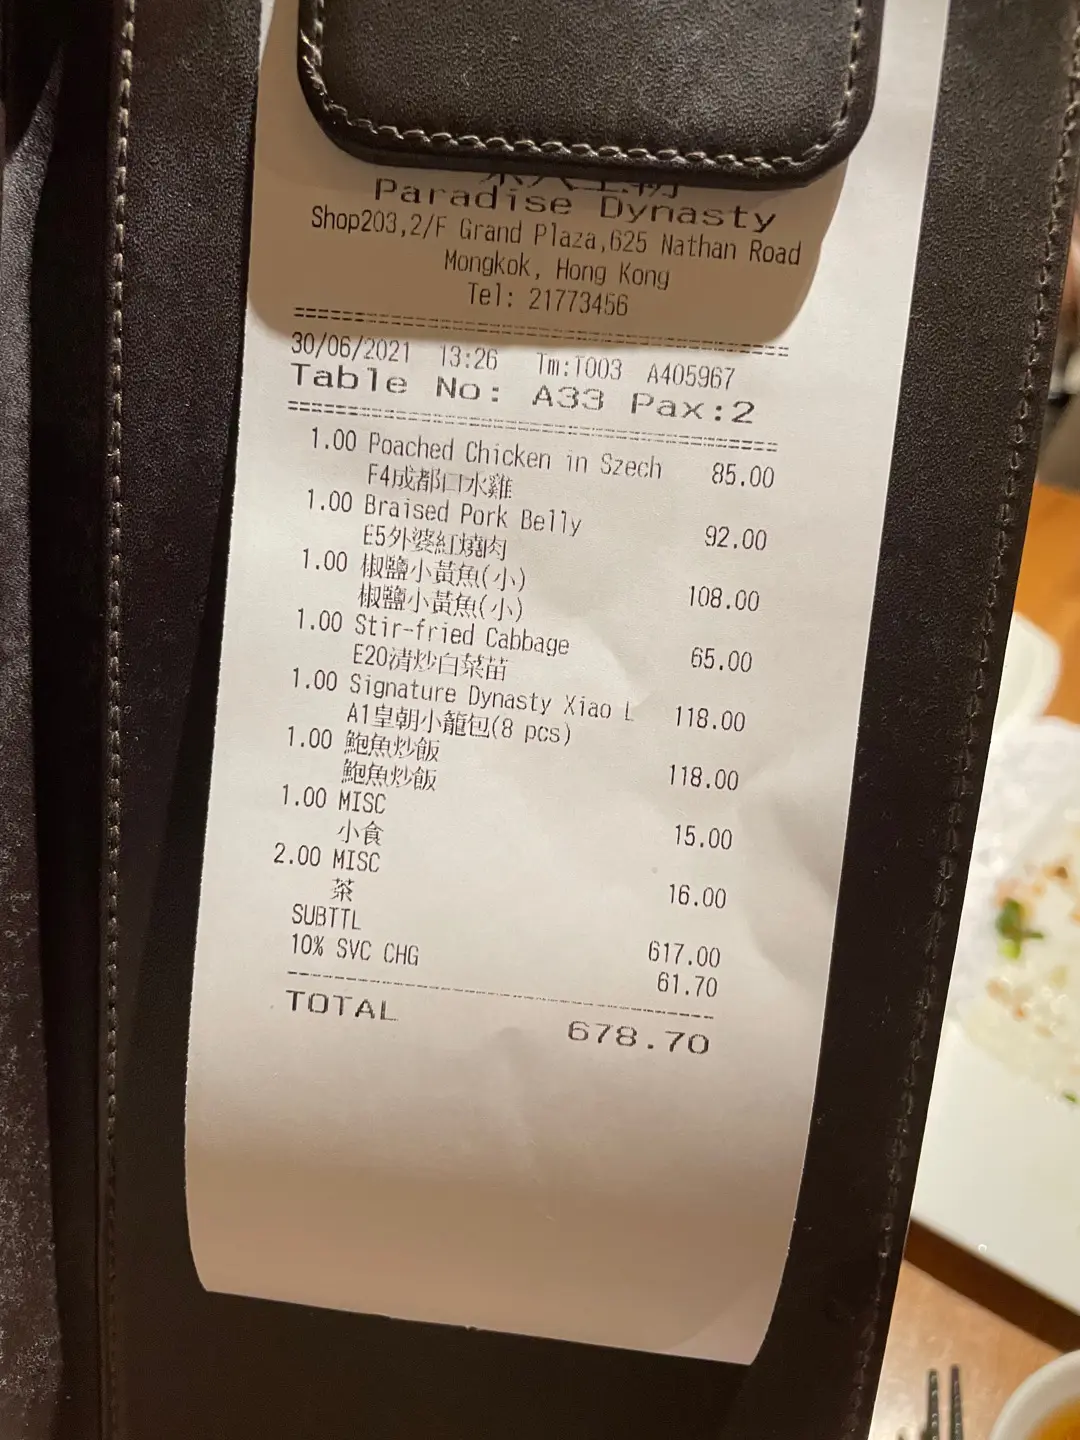 Paradise Dynasty
Shop203,2/F Grand Plaza,625 Nathan Road
Mongkok, Hong Kong
Tel: 21773456
30/06/2021 13:26 Tm:T003 A405967
Table No: A33 Pax:2
1.00 Poached Chicken in Szech 85.00
F4成都口水雞
1.00 Braised Pork Belly 92.00
E5外婆紅燒肉
1.00 椒鹽小黃魚(小) 108.00
椒鹽小黃魚(小)
1.00 Stir-fried Cabbage 65.00
E20清炒白菜苗
1.00 Signature Dynasty Xiao L 118.00
A1皇朝小籠包(8 pcs)
1.00 鮑魚炒飯 118.00
鮑魚炒飯
1.00 MISC 15.00
小食
2.00 MISC 16.00
茶
SUBTTL 617.00
10% SVC CHG 61.70
TOTAL 678.70